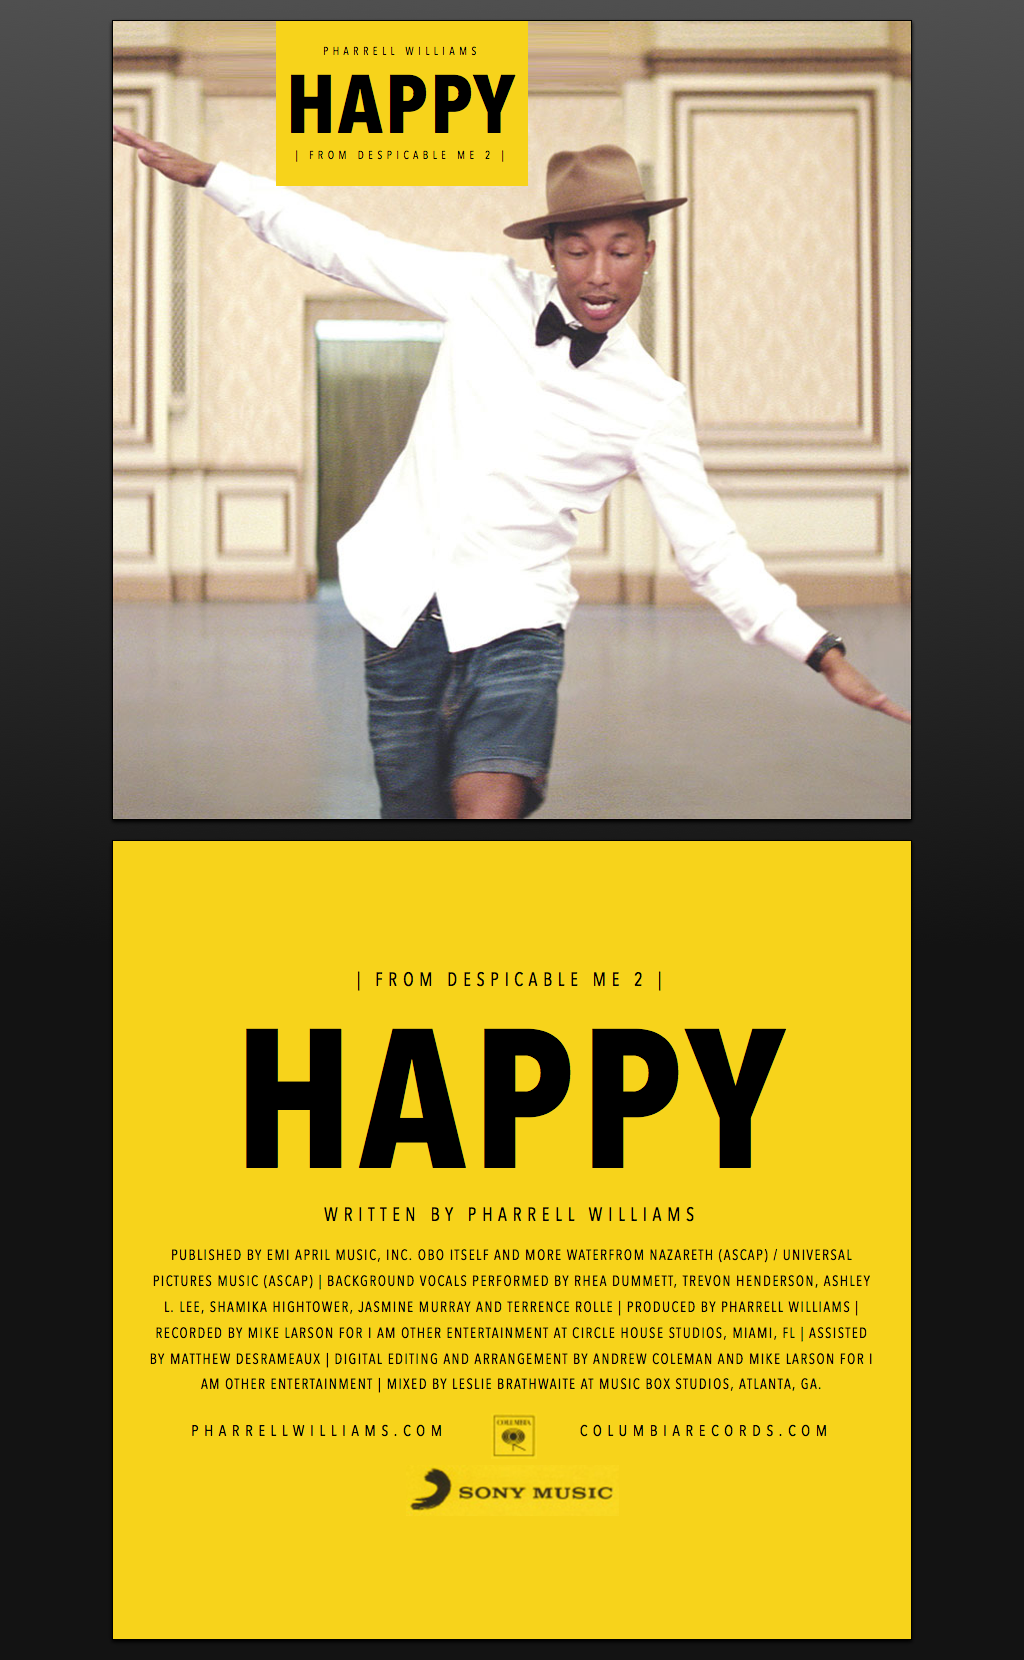 PHARRELL WILLIAMS
HAPPY
| FROM DESPICABLE ME 2 |
| FROM DESPICABLE ME 2 |
HAPPY
WRITTEN BY PHARRELL WILLIAMS
PUBLISHED BY EMI APRIL MUSIC, INC. OBO ITSELF AND MORE WATERFROM NAZARETH (ASCAP) / UNIVERSAL
PICTURES MUSIC (ASCAP) | BACKGROUND VOCALS PERFORMED BY RHEA DUMMETT, TREVON HENDERSON, ASHLEY
L. LEE, SHAMIKA HIGHTOWER, JASMINE MURRAY AND TERRENCE ROLLE | PRODUCED BY PHARRELL WILLIAMS |
RECORDED BY MIKE LARSON FOR I AM OTHER ENTERTAINMENT AT CIRCLE HOUSE STUDIOS, MIAMI, FL | ASSISTED
BY MATTHEW DESRAMEAUX | DIGITAL EDITING AND ARRANGEMENT BY ANDREW COLEMAN AND MIKE LARSON FOR I
AM OTHER ENTERTAINMENT | MIXED BY LESLIE BRATHWAITE AT MUSIC BOX STUDIOS, ATLANTA, GA.
PHARRELLWILLIAMS.COM
COLUMBIA
COLUMBIARECORDS.COM
SONY MUSIC